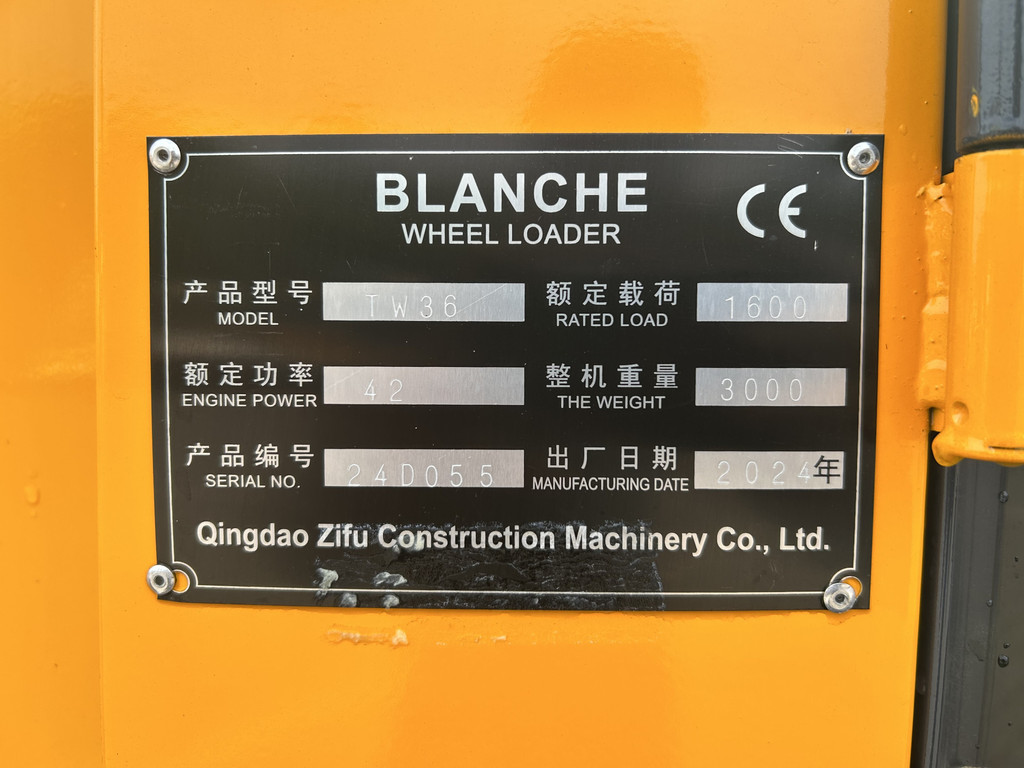 BLANCHE
CE
WHEEL LOADER
产品型号 TW36 额定载荷 1600
MODEL RATED LOAD
额定功率 42 整机重量 3000
ENGINE POWER THE WEIGHT
产品编号 24D055 出厂日期 2024年
SERIAL NO. MANUFACTURING DATE
Qingdao Zifu Construction Machinery Co., Ltd.